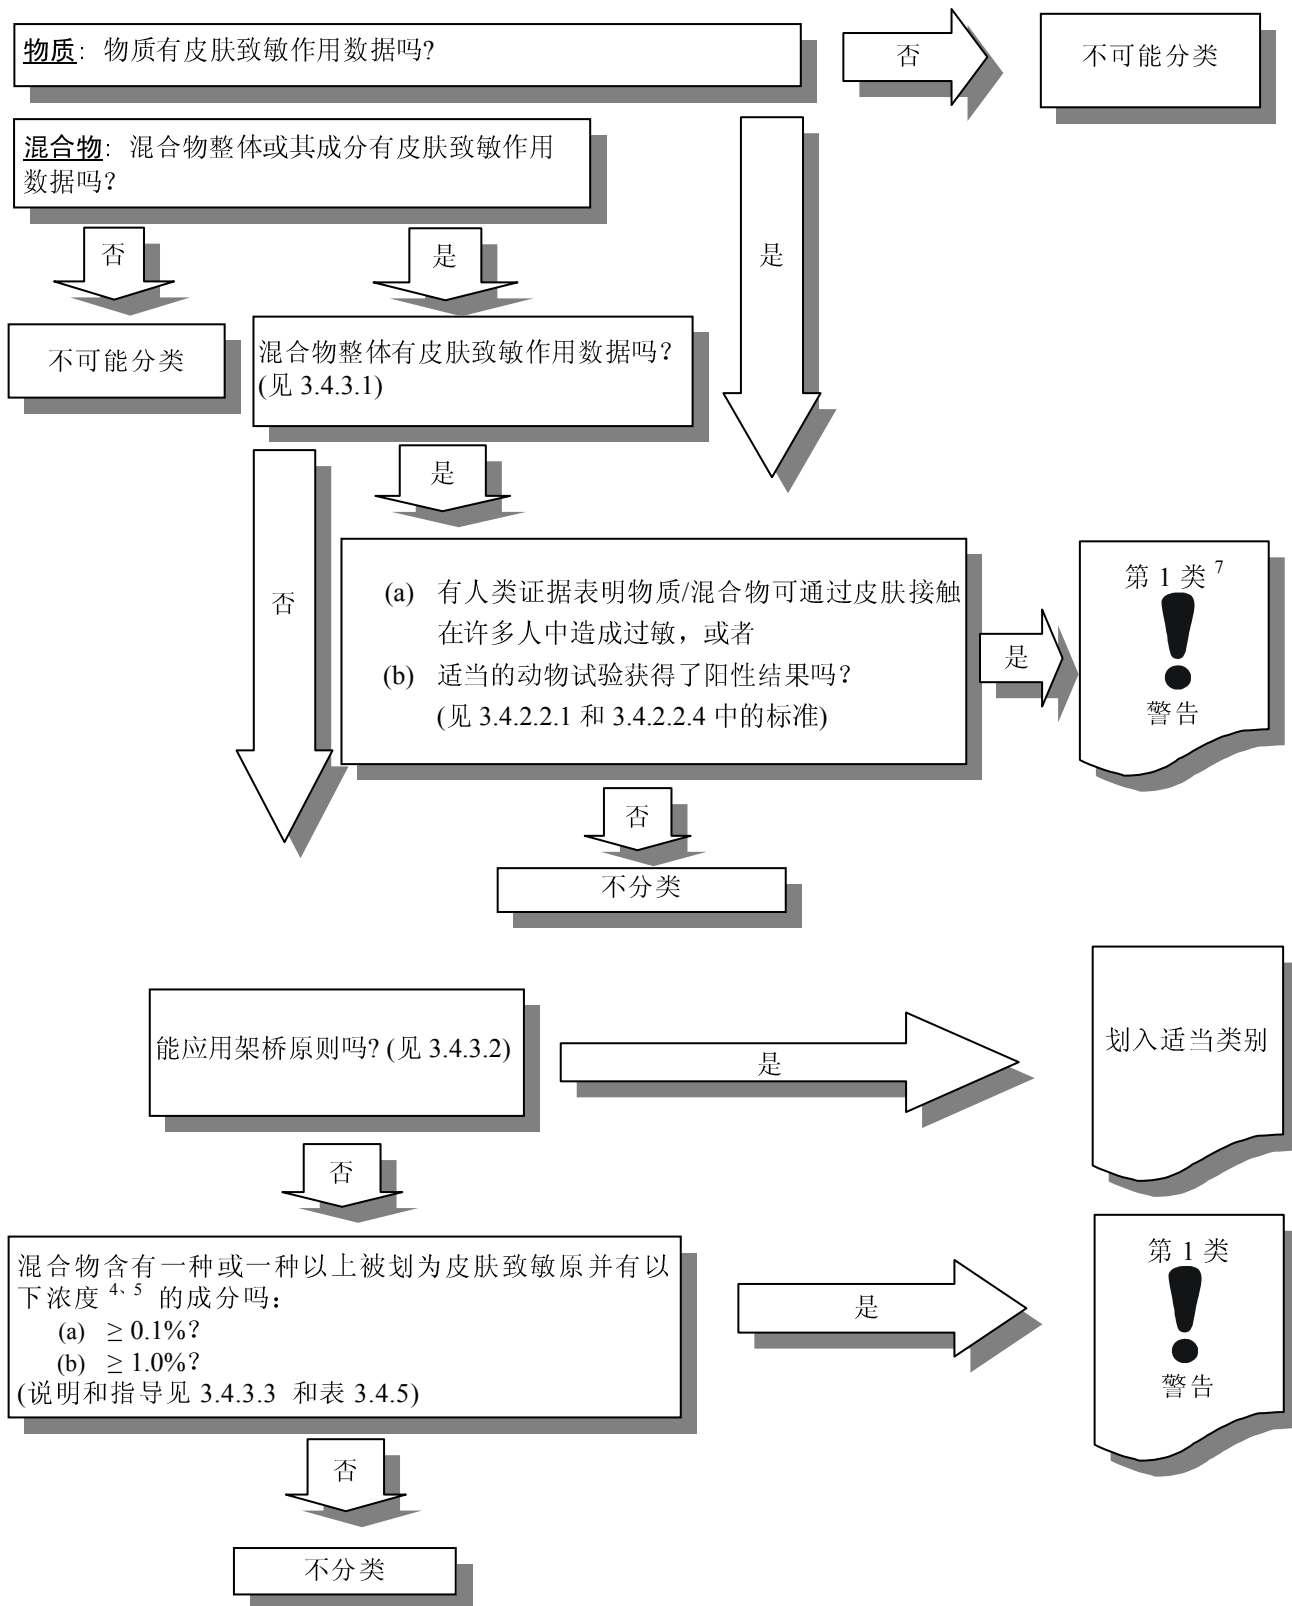 物质：物质有皮肤致敏作用数据吗?
否
不可能分类
混合物：混合物整体或其成分有皮肤致敏作用
数据吗？
否
是
是
不可能分类
混合物整体有皮肤致敏作用数据吗？
(见 3.4.3.1)
是
否
(a) 有人类证据表明物质/混合物可通过皮肤接触
在许多人中造成过敏，或者
(b) 适当的动物试验获得了阳性结果吗？
(见 3.4.2.2.1 和 3.4.2.2.4 中的标准)
是
第 1 类 7
警告
否
不分类
能应用架桥原则吗? (见 3.4.3.2)
是
划入适当类别
否
混合物含有一种或一种以上被划为皮肤致敏原并有以
下浓度 4、5 的成分吗：
(a) ≥ 0.1%？
(b) ≥ 1.0%？
(说明和指导见 3.4.3.3 和表 3.4.5)
是
第 1 类
警告
否
不分类